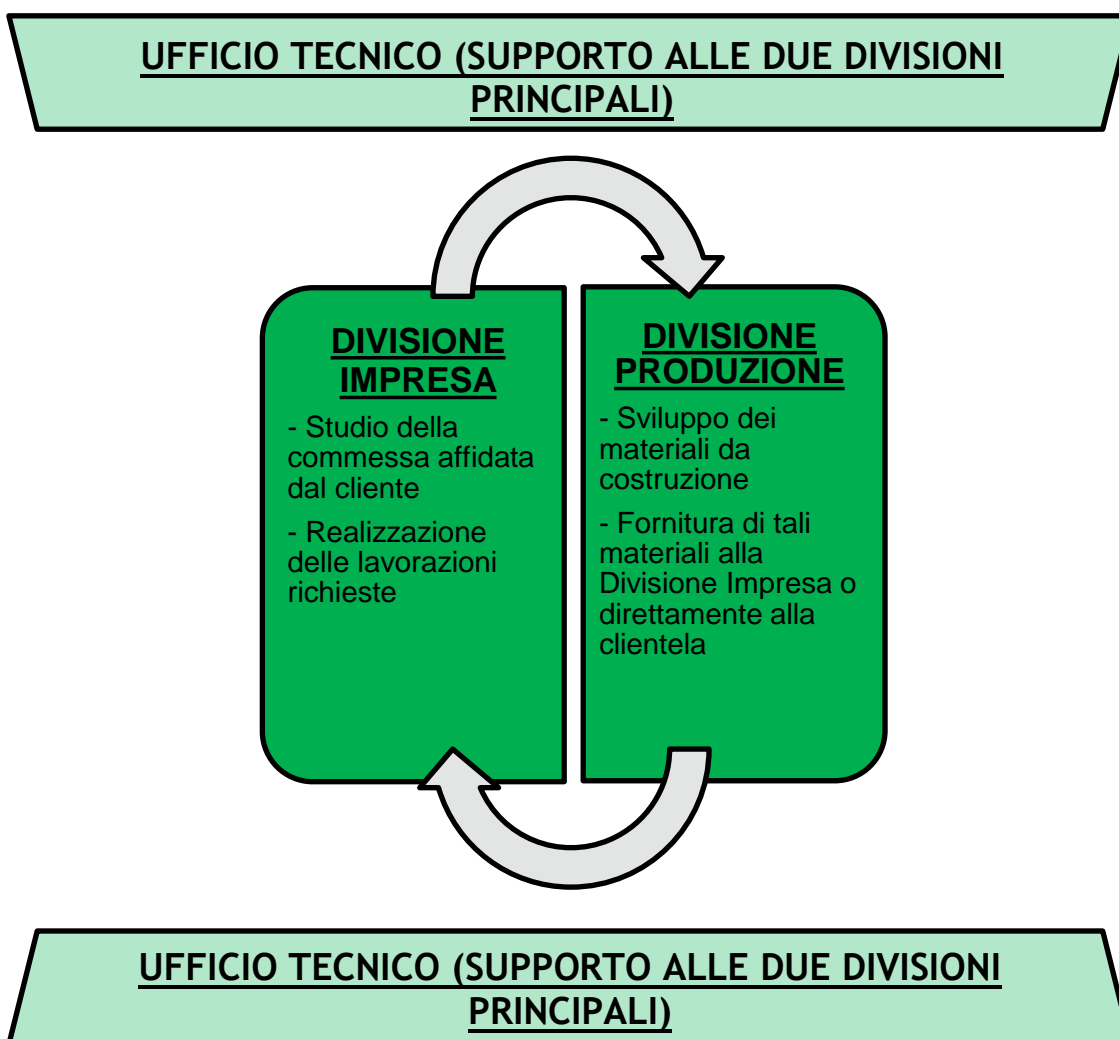 UFFICIO TECNICO (SUPPORTO ALLE DUE DIVISIONI
PRINCIPALI)
DIVISIONE
IMPRESA
- Studio della
commessa affidata
dal cliente
- Realizzazione
delle lavorazioni
richieste
DIVISIONE
PRODUZIONE
- Sviluppo dei
materiali da
costruzione
- Fornitura di tali
materiali alla
Divisione Impresa o
direttamente alla
clientela
UFFICIO TECNICO (SUPPORTO ALLE DUE DIVISIONI
PRINCIPALI)